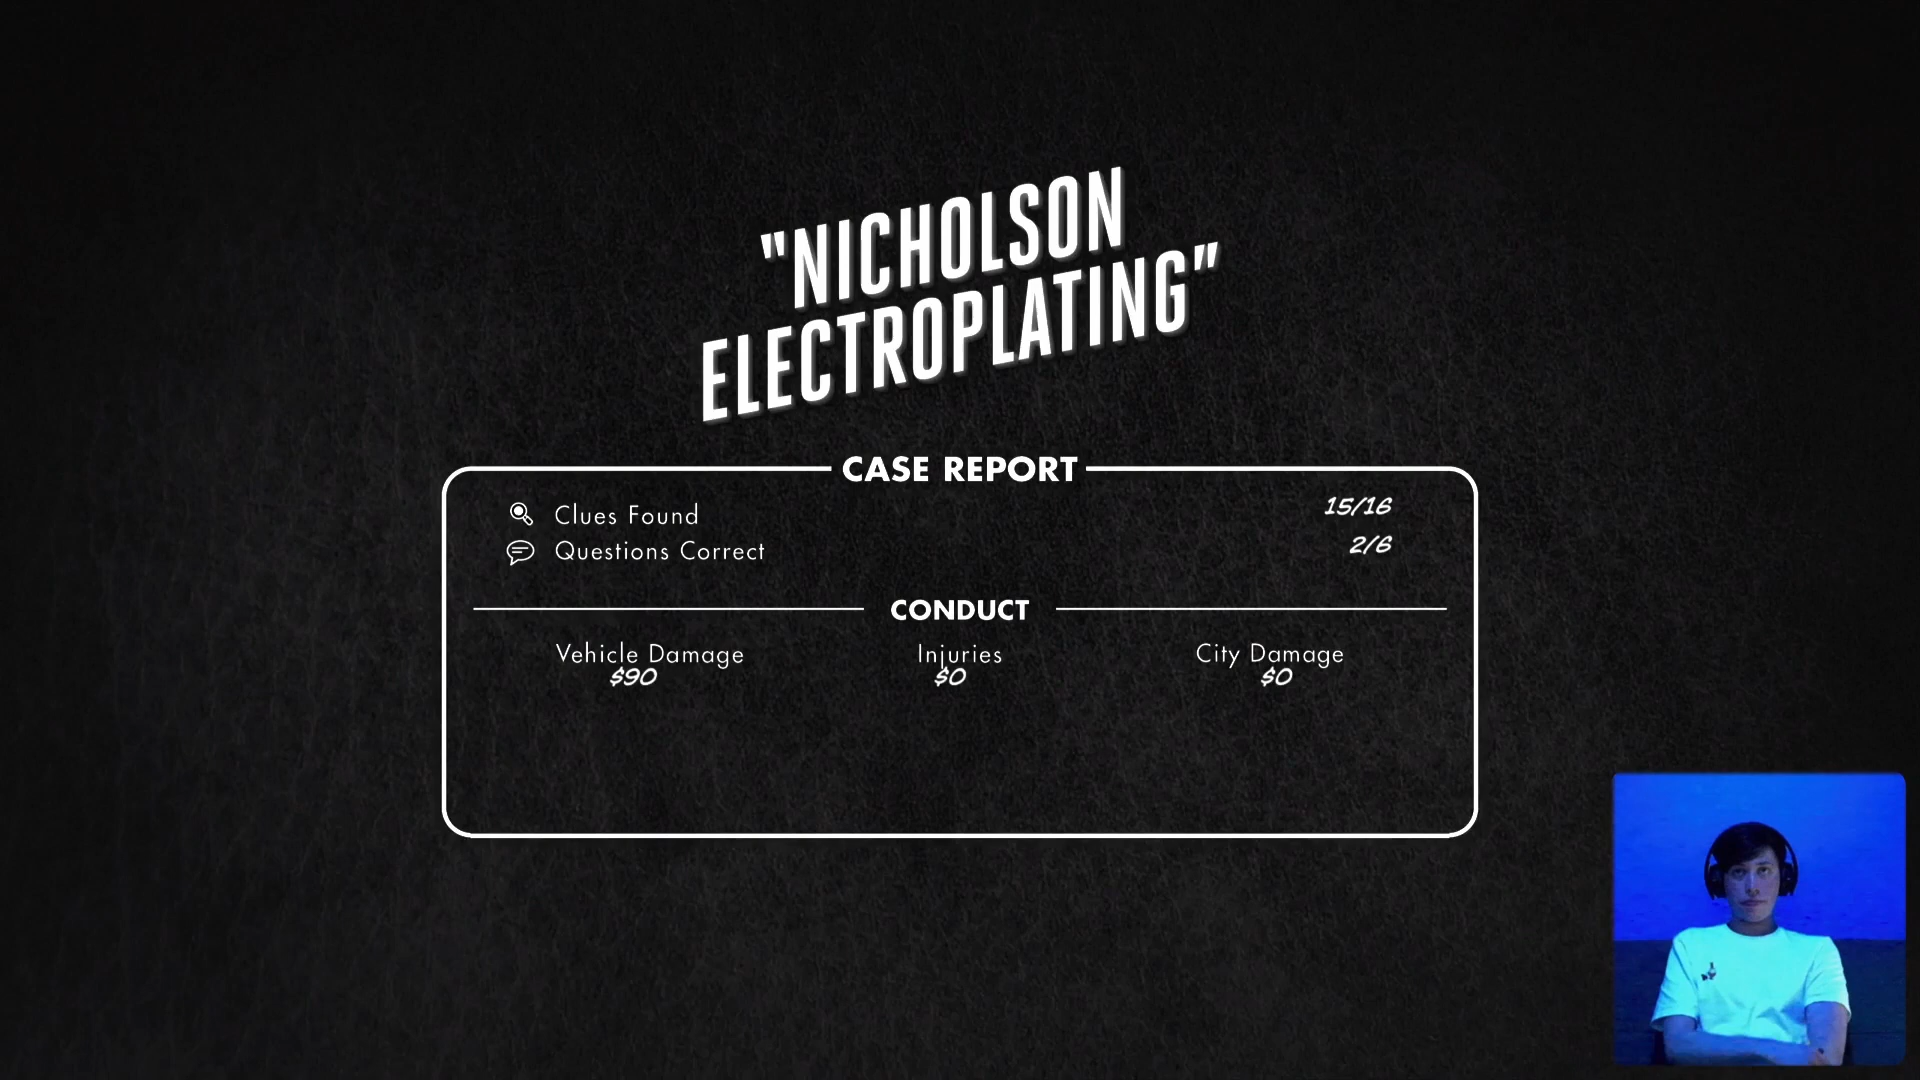 "NICHOLSON
ELECTROPLATING"
CASE REPORT
Clues Found 15/16
Questions Correct 2/6
CONDUCT
Vehicle Damage Injuries City Damage
$90 $0 $0